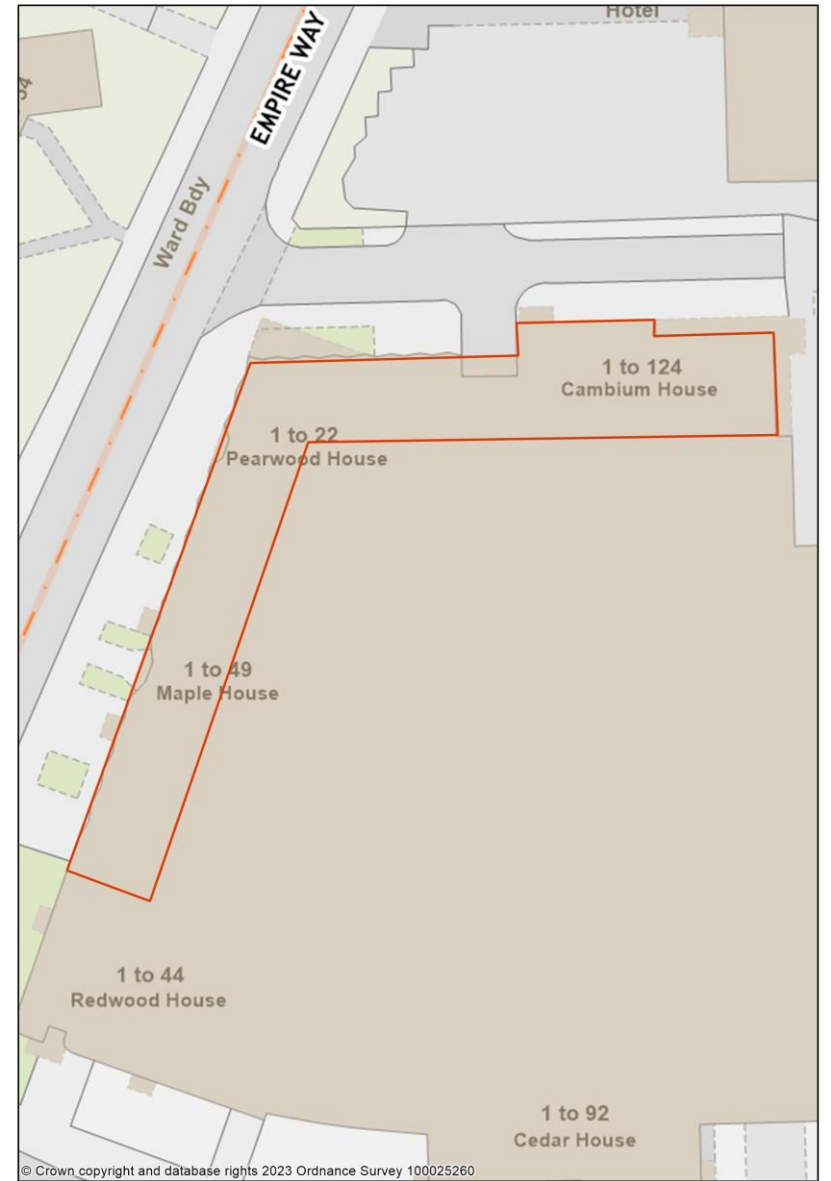 Hotel
EMPIRE WAY
34
Ward Bdy
1 to 124
Cambium House
1 to 22
Pearwood House
1 to 49
Maple House
1 to 44
Redwood House
1 to 92
Cedar House
© Crown copyright and database rights 2023 Ordnance Survey 100025260